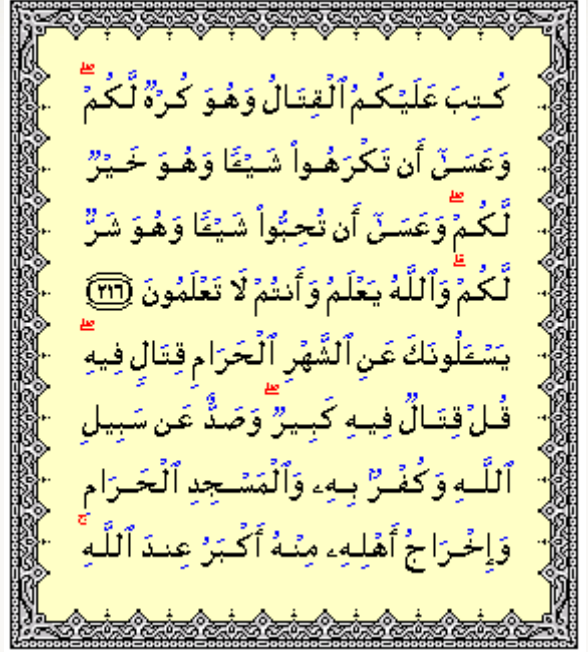 كُتِبَ عَلَيْكُمُ ٱلْقِتَالُ وَهُوَ كُرْهٌ لَّكُمْ ۖ
وَعَسَىٰٓ أَن تَكْرَهُوا۟ شَيْـًٔا وَهُوَ خَيْرٌ
لَّكُمْ ۖ وَعَسَىٰٓ أَن تُحِبُّوا۟ شَيْـًٔا وَهُوَ شَرٌّ
لَّكُمْ ۗ وَٱللَّهُ يَعْلَمُ وَأَنتُمْ لَا تَعْلَمُونَ ﴿٢١٦﴾
يَسْـَٔلُونَكَ عَنِ ٱلشَّهْرِ ٱلْحَرَامِ قِتَالٍ فِيهِ ۖ
قُلْ قِتَالٌ فِيهِ كَبِيرٌ ۖ وَصَدٌّ عَن سَبِيلِ
ٱللَّهِ وَكُفْرٌۢ بِهِۦ وَٱلْمَسْجِدِ ٱلْحَرَامِ
وَإِخْرَاجُ أَهْلِهِۦ مِنْهُ أَكْبَرُ عِندَ ٱللَّهِ ۚ